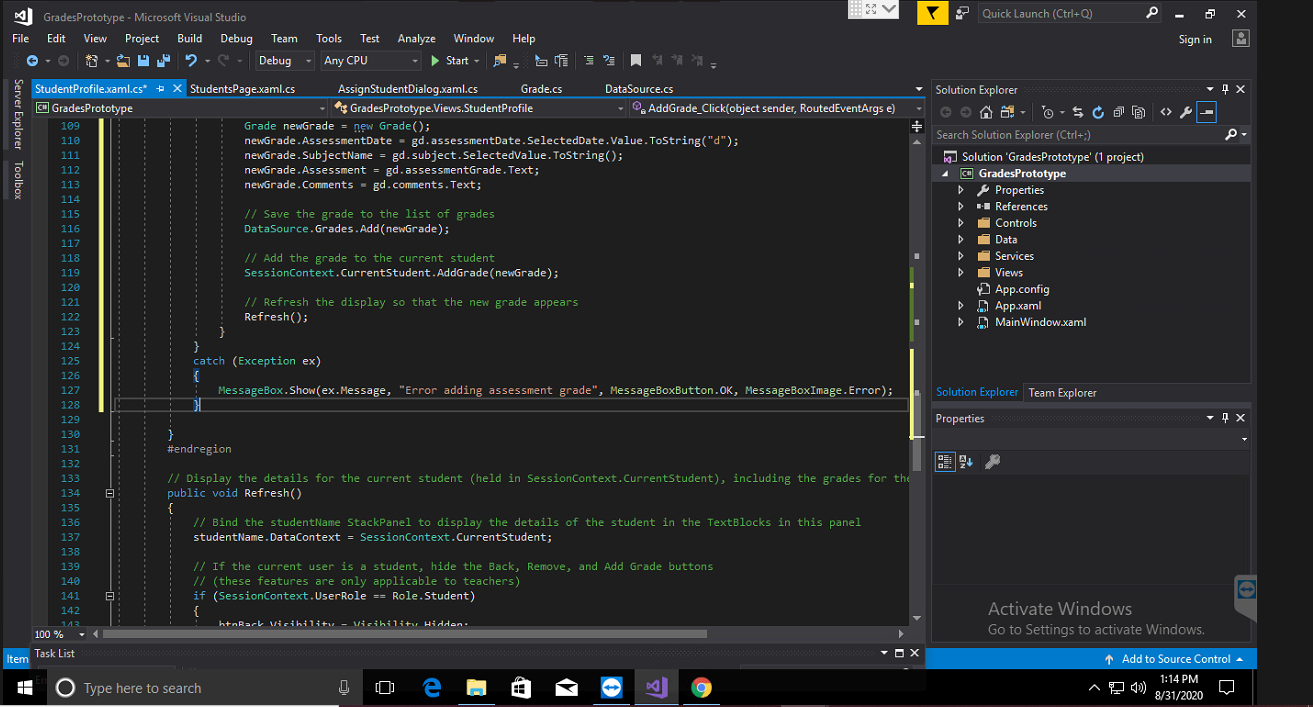 GradesPrototype - Microsoft Visual Studio
Quick Launch (Ctrl+Q)
File Edit View Project Build Debug Team Tools Test Analyze Window Help
Sign in
Debug Any CPU Start
Server Explorer
Toolbox
StudentProfile.xaml.cs* StudentsPage.xaml.cs AssignStudentDialog.xaml.cs Grade.cs DataSource.cs
GradesPrototype GradesPrototype.Views.StudentProfile AddGrade_Click(object sender, RoutedEventArgs e)
109 Grade newGrade = new Grade();
110 newGrade.AssessmentDate = gd.assessmentDate.SelectedDate.Value.ToString("d");
111 newGrade.SubjectName = gd.subject.SelectedValue.ToString();
112 newGrade.Assessment = gd.assessmentGrade.Text;
113 newGrade.Comments = gd.comments.Text;
114
115 // Save the grade to the list of grades
116 DataSource.Grades.Add(newGrade);
117
118 // Add the grade to the current student
119 SessionContext.CurrentStudent.AddGrade(newGrade);
120
121 // Refresh the display so that the new grade appears
122 Refresh();
123 }
124 }
125 catch (Exception ex)
126 {
127 MessageBox.Show(ex.Message, "Error adding assessment grade", MessageBoxButton.OK, MessageBoxImage.Error);
128 }
129
130 }
131 #endregion
132
133 // Display the details for the current student (held in SessionContext.CurrentStudent), including the grades for the
134 public void Refresh()
135 {
136 // Bind the studentName StackPanel to display the details of the student in the TextBlocks in this panel
137 studentName.DataContext = SessionContext.CurrentStudent;
138
139 // If the current user is a student, hide the Back, Remove, and Add Grade buttons
140 // (these features are only applicable to teachers)
141 if (SessionContext.UserRole == Role.Student)
142 {
143 btnBack.Visibility = Visibility.Hidden;
100 %
Task List
Item
Solution Explorer
Search Solution Explorer (Ctrl+;)
Solution 'GradesPrototype' (1 project)
GradesPrototype
Properties
References
Controls
Data
Services
Views
App.config
App.xaml
MainWindow.xaml
Solution Explorer Team Explorer
Properties
Activate Windows
Go to Settings to activate Windows.
Add to Source Control
Type here to search
1:14 PM
8/31/2020